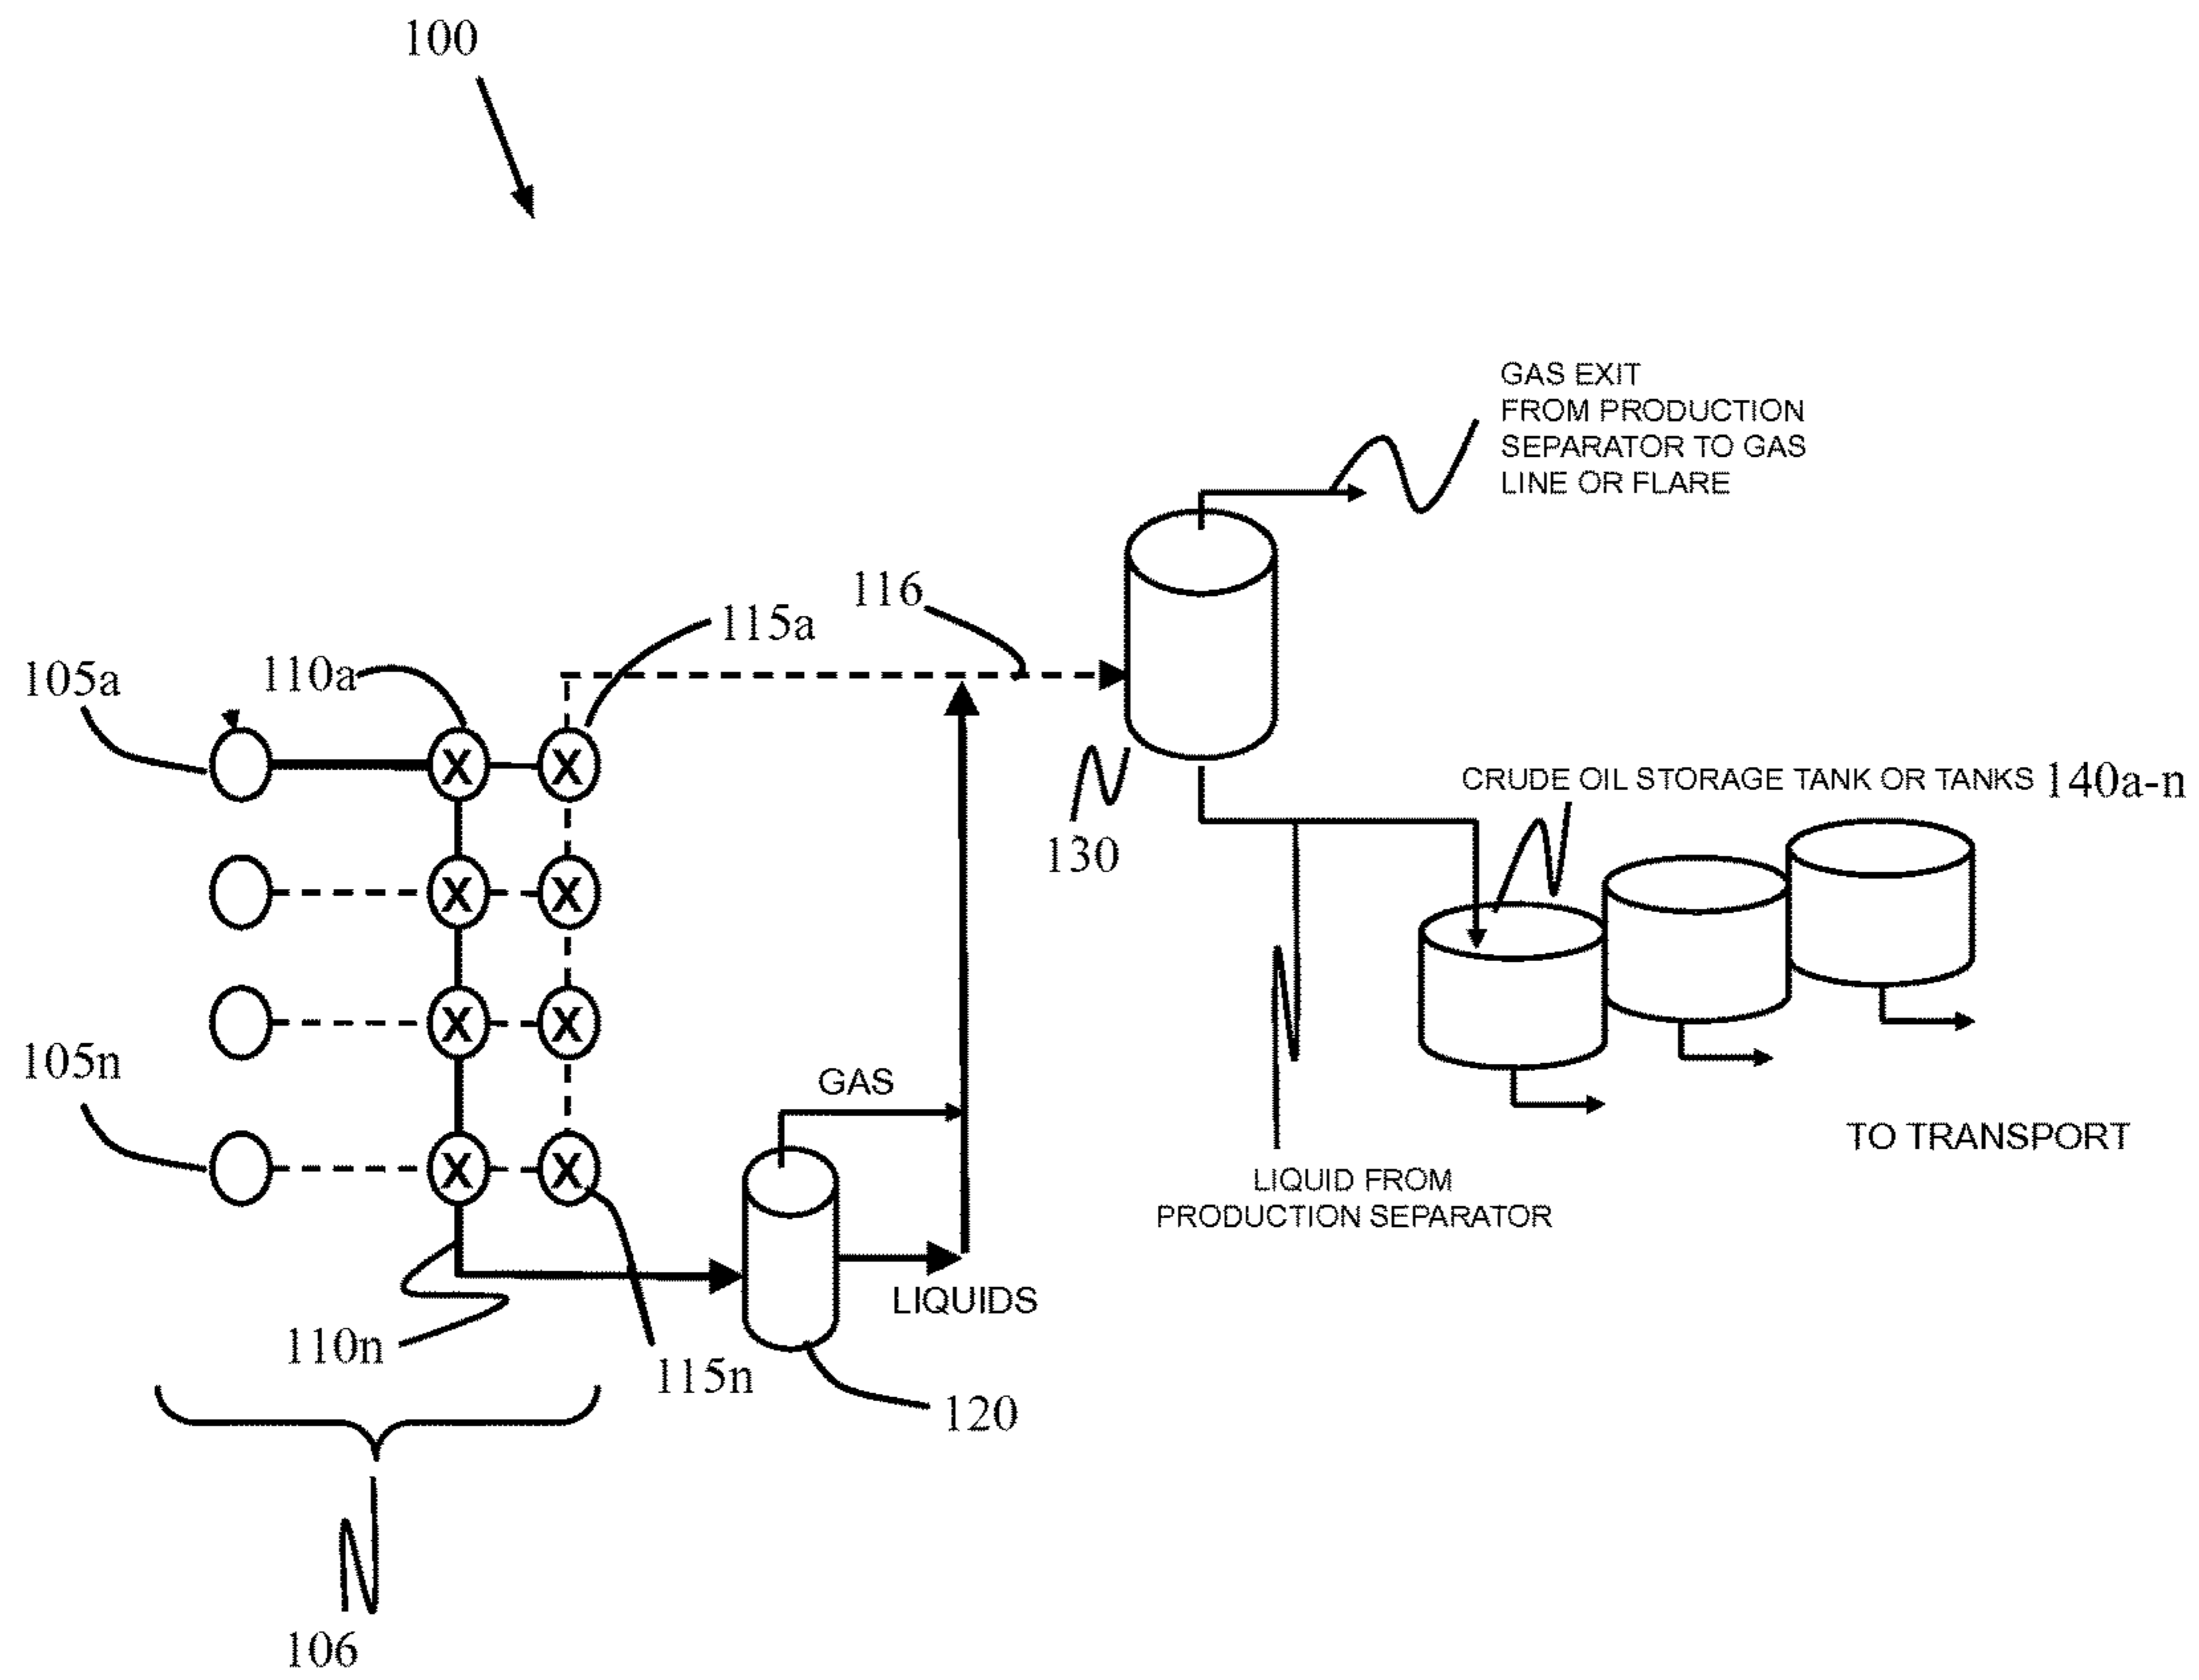 100
GAS EXIT
FROM PRODUCTION
SEPARATOR TO GAS
LINE OR FLARE
116
115a
110a
105a
CRUDE OIL STORAGE TANK OR TANKS 140a-n
130
X X
X X
X X
X X
105n
GAS
TO TRANSPORT
LIQUID FROM
PRODUCTION SEPARATOR
LIQUIDS
110n
115n
120
106